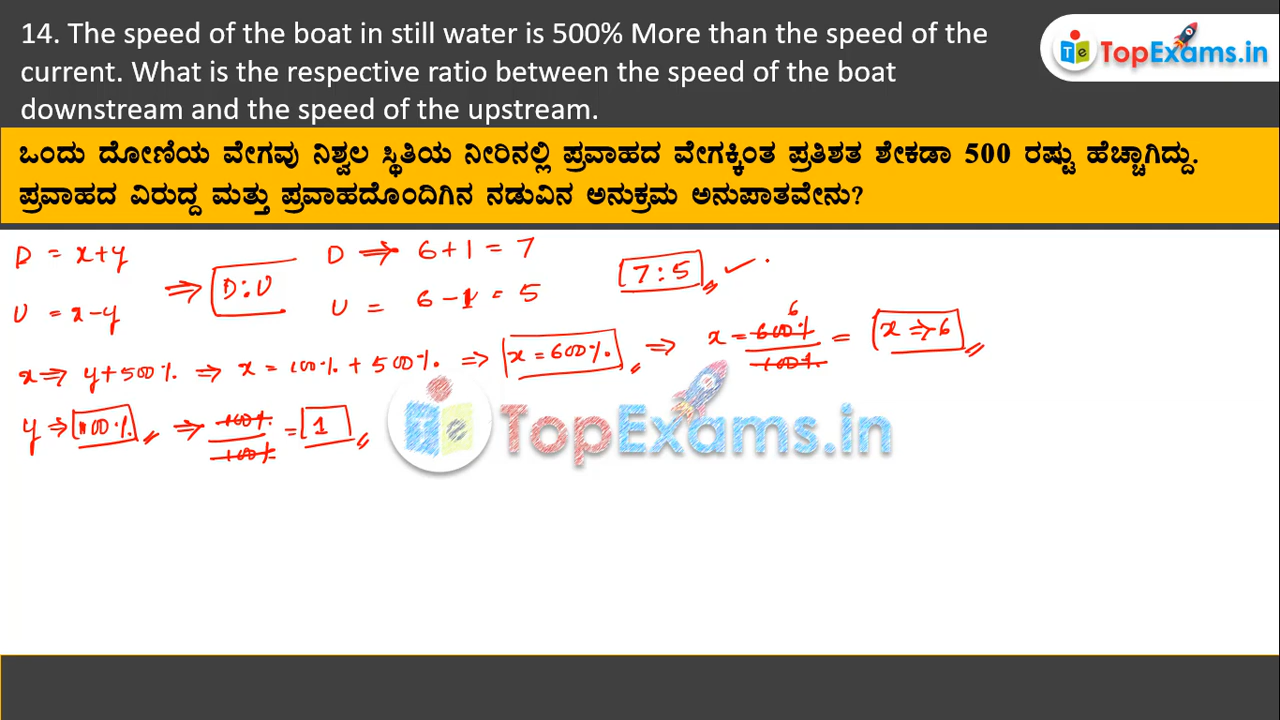 14. The speed of the boat in still water is 500% More than the speed of the
current. What is the respective ratio between the speed of the boat
downstream and the speed of the upstream.
TopExams.in
ಒಂದು ದೋಣಿಯ ವೇಗವು ನಿಶ್ಚಲ ಸ್ಥಿತಿಯ ನೀರಿನಲ್ಲಿ ಪ್ರವಾಹದ ವೇಗಕ್ಕಿಂತ ಪ್ರತಿಶತ ಶೇಕಡಾ 500 ರಷ್ಟು ಹೆಚ್ಚಾಗಿದ್ದು.
ಪ್ರವಾಹದ ವಿರುದ್ದ ಮತ್ತು ಪ್ರವಾಹದೊಂದಿಗಿನ ನಡುವಿನ ಅನುಕ್ರಮ ಅನುಪಾತವೇನು?
D = x+y
U = x-y
⇒ D:U
D ⇒ 6+1 = 7
U = 6-1 = 5
7:5 ✓
x ⇒ y+500% ⇒ x = 100% + 500% ⇒ x = 600% ⇒ x = 600%/100% 6 = x ⇒ 6
y ⇒ 100% ⇒ 100%/100% = 1
Te TopExams.in